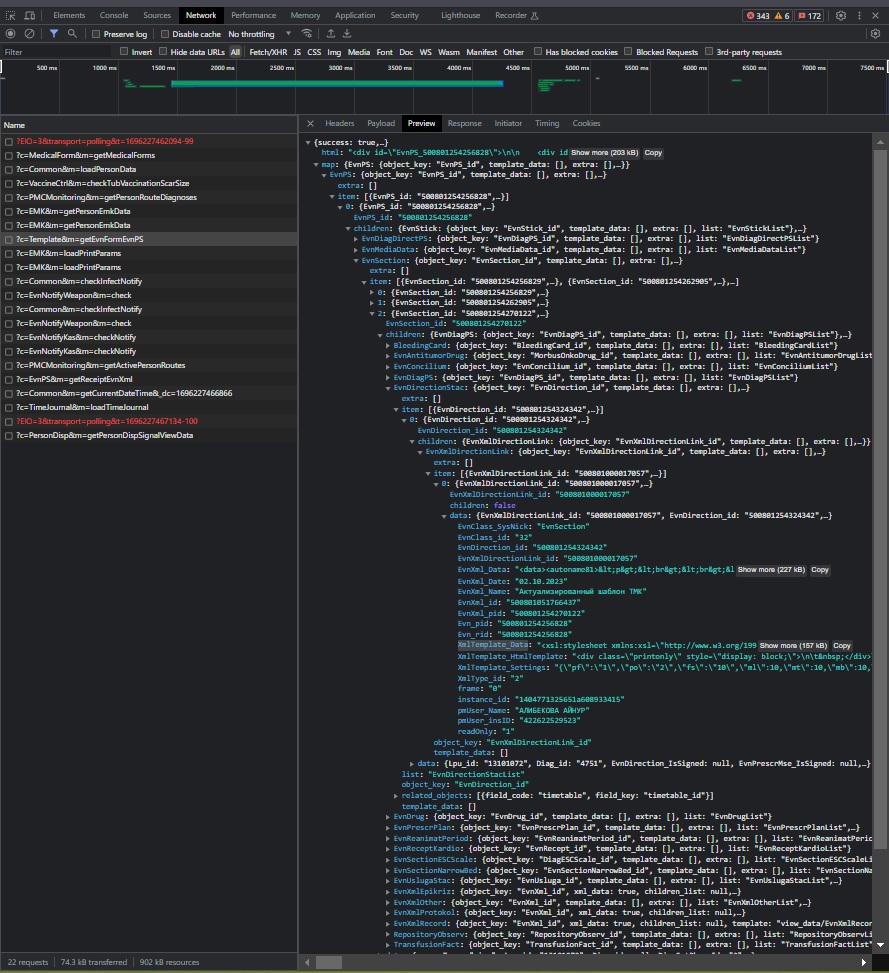 Elements Console Sources Network Performance Memory Application Security Lighthouse Recorder 343 6 172
Preserve log Disable cache No throttling
Filter Invert Hide data URLs All Fetch/XHR JS CSS Img Media Font Doc WS Wasm Manifest Other Has blocked cookies Blocked Requests 3rd-party requests
500 ms 1000 ms 1500 ms 2000 ms 2500 ms 3000 ms 3500 ms 4000 ms 4500 ms 5000 ms 5500 ms 6000 ms 6500 ms 7000 ms 7500 ms
Name
?EIO=3&transport=polling&t=1696227462094-99
?c=MedicalForm&m=getMedicalForms
?c=Common&m=loadPersonData
?c=VaccineCtrl&m=checkTubVaccinationScarSize
?c=PMCMonitoring&m=getPersonRouteDiagnoses
?c=EMK&m=getPersonEmkData
?c=EMK&m=getPersonEmkData
?c=Template&m=getEvnFormEvnPS
?c=EMK&m=loadPrintParams
?c=EMK&m=loadPrintParams
?c=Common&m=checkInfectNotify
?c=EvnNotifyWeapon&m=check
?c=Common&m=checkInfectNotify
?c=EvnNotifyWeapon&m=check
?c=EvnNotifyKas&m=checkNotify
?c=EvnNotifyKas&m=checkNotify
?c=PMCMonitoring&m=getActivePersonRoutes
?c=EvnPS&m=getReceiptEvnXml
?c=Common&m=getCurrentDateTime&_dc=1696227466866
?c=TimeJournal&m=loadTimeJournal
?EIO=3&transport=polling&t=1696227467134-100
?c=PersonDisp&m=getPersonDispSignalViewData
22 requests 74.3 kB transferred 902 kB resources
Headers Payload Preview Response Initiator Timing Cookies
{success: true,…}
html: "<div id=\"EvnPS_500801254256828\">\n\n    <div id Show more (203 kB) Copy
map: {EvnPS: {object_key: "EvnPS_id", template_data: [], extra: [],…}}
EvnPS: {object_key: "EvnPS_id", template_data: [], extra: [],…}
extra: []
item: [{EvnPS_id: "500801254256828",…}]
0: {EvnPS_id: "500801254256828",…}
EvnPS_id: "500801254256828"
children: {EvnStick: {object_key: "EvnStick_id", template_data: [], extra: [], list: "EvnStickList"},…}
EvnDiagDirectPS: {object_key: "EvnDiagPS_id", template_data: [], extra: [], list: "EvnDiagDirectPSList"}
EvnMediaData: {object_key: "EvnMediaData_id", template_data: [], extra: [], list: "EvnMediaDataList"}
EvnSection: {object_key: "EvnSection_id", template_data: [], extra: [],…}
extra: []
item: [{EvnSection_id: "500801254256829",…}, {EvnSection_id: "500801254262905",…},…]
0: {EvnSection_id: "500801254256829",…}
1: {EvnSection_id: "500801254262905",…}
2: {EvnSection_id: "500801254270122",…}
EvnSection_id: "500801254270122"
children: {EvnDiagPS: {object_key: "EvnDiagPS_id", template_data: [], extra: [], list: "EvnDiagPSList"},…
BleedingCard: {object_key: "BleedingCard_id", template_data: [], extra: [], list: "BleedingCardList"}
EvnAntitumorDrug: {object_key: "MorbusOnkoDrug_id", template_data: [], extra: [], list: "EvnAntitumorDrugList
EvnConcilium: {object_key: "EvnConcilium_id", template_data: [], extra: [], list: "EvnConciliumList"}
EvnDiagPS: {object_key: "EvnDiagPS_id", template_data: [], extra: [], list: "EvnDiagPSList"}
EvnDirectionStac: {object_key: "EvnDirection_id", template_data: [], extra: [],…}
extra: []
item: [{EvnDirection_id: "500801254324342",…}]
0: {EvnDirection_id: "500801254324342",…}
EvnDirection_id: "500801254324342"
children: {EvnXmlDirectionLink: {object_key: "EvnXmlDirectionLink_id", template_data: [], extra: [],…}}
EvnXmlDirectionLink: {object_key: "EvnXmlDirectionLink_id", template_data: [], extra: [],…}
extra: []
item: [{EvnXmlDirectionLink_id: "500801000017057",…}]
0: {EvnXmlDirectionLink_id: "500801000017057",…}
EvnXmlDirectionLink_id: "500801000017057"
children: false
data: {EvnXmlDirectionLink_id: "500801000017057", EvnDirection_id: "500801254324342",…}
EvnClass_SysNick: "EvnSection"
EvnClass_id: "32"
EvnDirection_id: "500801254324342"
EvnXmlDirectionLink_id: "500801000017057"
EvnXml_Data: "<data><autoname81>&lt;p&gt;&lt;br&gt;&lt;br&gt;&l Show more (227 kB) Copy
EvnXml_Date: "02.10.2023"
EvnXml_Name: "Актуализированный шаблон ТМК"
EvnXml_id: "500801051766437"
EvnXml_pid: "500801254270122"
Evn_pid: "500801254256828"
Evn_rid: "500801254256828"
XmlTemplate_Data: "<xsl:stylesheet xmlns:xsl=\"http://www.w3.org/199 Show more (157 kB) Copy
XmlTemplate_HtmlTemplate: "<div class=\"printonly\" style=\"display: block;\">\n\t&nbsp;</div>
XmlTemplate_Settings: "{\"pf\":\"1\",\"po\":\"2\",\"fs\":\"10\",\"ml\":10,\"mt\":10,\"mb\":10,
XmlType_id: "2"
frame: "0"
instance_id: "1404771325651a608933415"
pmUser_Name: "АЛИБЕКОВА АЙНУР"
pmUser_insID: "422622529523"
readOnly: "1"
object_key: "EvnXmlDirectionLink_id"
template_data: []
data: {Lpu_id: "13101072", Diag_id: "4751", EvnDirection_IsSigned: null, EvnPrescrMse_IsSigned: null,…}
list: "EvnDirectionStacList"
object_key: "EvnDirection_id"
related_objects: [{field_code: "timetable", field_key: "timetable_id"}]
template_data: []
EvnDrug: {object_key: "EvnDrug_id", template_data: [], extra: [], list: "EvnDrugList"}
EvnPrescrPlan: {object_key: "EvnPrescrPlan_id", template_data: [], extra: [], list: "EvnPrescrPlanList",…
EvnReanimatPeriod: {object_key: "EvnReanimatPeriod_id", template_data: [], extra: [], list: "EvnReanimatPeri
EvnReceptKardio: {object_key: "EvnRecept_id", template_data: [], extra: [], list: "EvnReceptKardioList"}
EvnSectionESCScale: {object_key: "DiagESCScale_id", template_data: [], extra: [], list: "EvnSectionESCScaleLi
EvnSectionNarrowBed: {object_key: "EvnSectionNarrowBed_id", template_data: [], extra: [], list: "EvnSectionNa
EvnUslugaStac: {object_key: "EvnUsluga_id", template_data: [], extra: [], list: "EvnUslugaStacList",…
EvnXmlEpikriz: {object_key: "EvnXml_id", xml_data: true, children_list: null,…
EvnXmlOther: {object_key: "EvnXml_id", template_data: [], extra: [], list: "EvnXmlOtherList",…
EvnXmlProtokol: {object_key: "EvnXml_id", xml_data: true, children_list: null,…
EvnXmlRecord: {object_key: "EvnXml_id", xml_data: true, children_list: null, template: "view_data/EvnXmlRecor
RepositoryObserv: {object_key: "RepositoryObserv_id", template_data: [], extra: [], list: "RepositoryObservLi
TransfusionFact: {object_key: "TransfusionFact_id", template_data: [], extra: [], list: "TransfusionFactList"